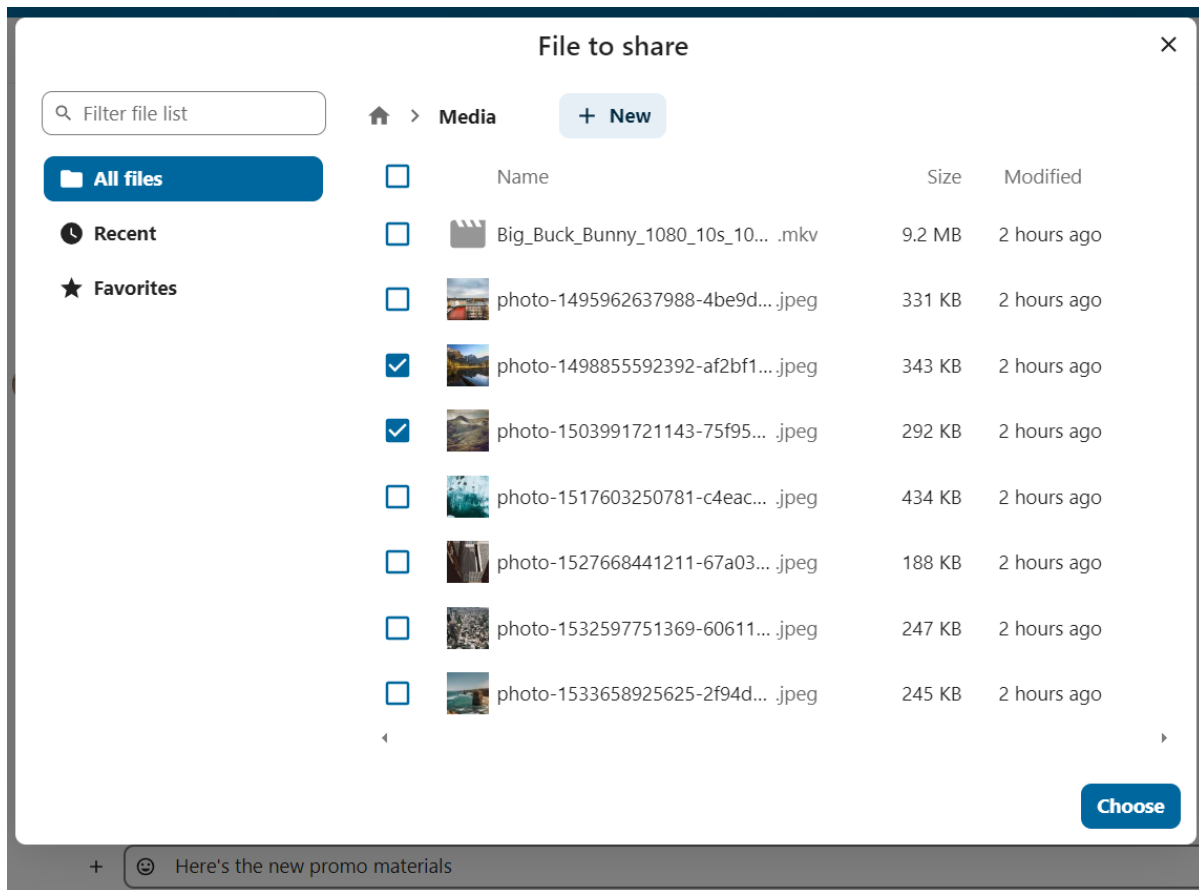 File to share
Filter file list
Media
+ New
All files
Recent
Favorites
Name Size Modified
Big_Buck_Bunny_1080_10s_10... .mkv 9.2 MB 2 hours ago
photo-1495962637988-4be9d... .jpeg 331 KB 2 hours ago
photo-1498855592392-af2bf1... .jpeg 343 KB 2 hours ago
photo-1503991721143-75f95... .jpeg 292 KB 2 hours ago
photo-1517603250781-c4eac... .jpeg 434 KB 2 hours ago
photo-1527668441211-67a03... .jpeg 188 KB 2 hours ago
photo-1532597751369-60611... .jpeg 247 KB 2 hours ago
photo-1533658925625-2f94d... .jpeg 245 KB 2 hours ago
Choose
Here's the new promo materials